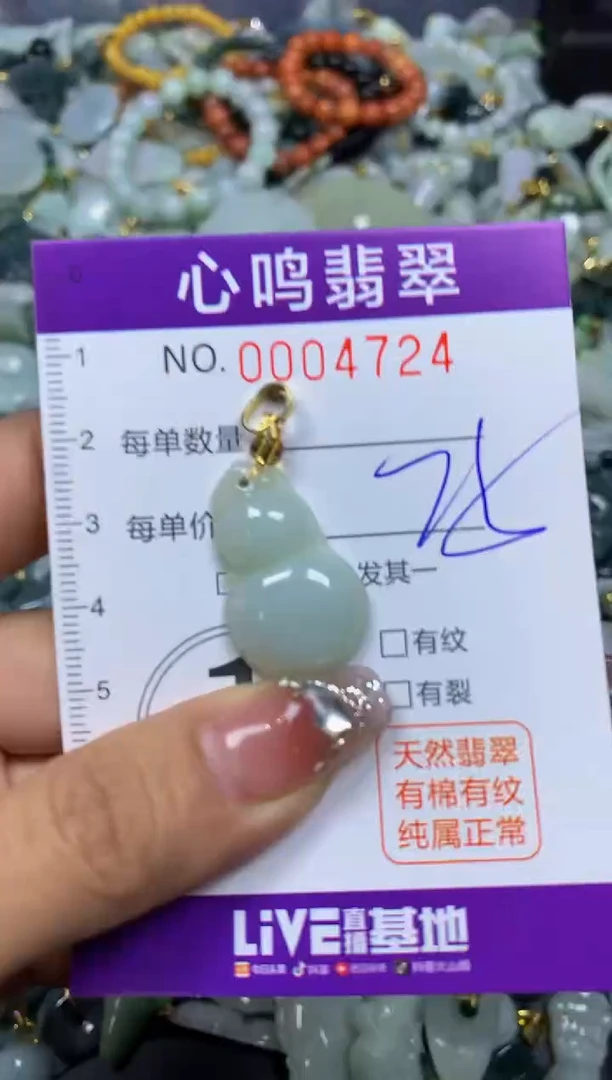 心鸣翡翠
NO. 0004724
1
2
每单数量
3
每单价
发其一
4
有纹
5
有裂
天然翡翠
有棉有纹
纯属正常
LiVE直播基地